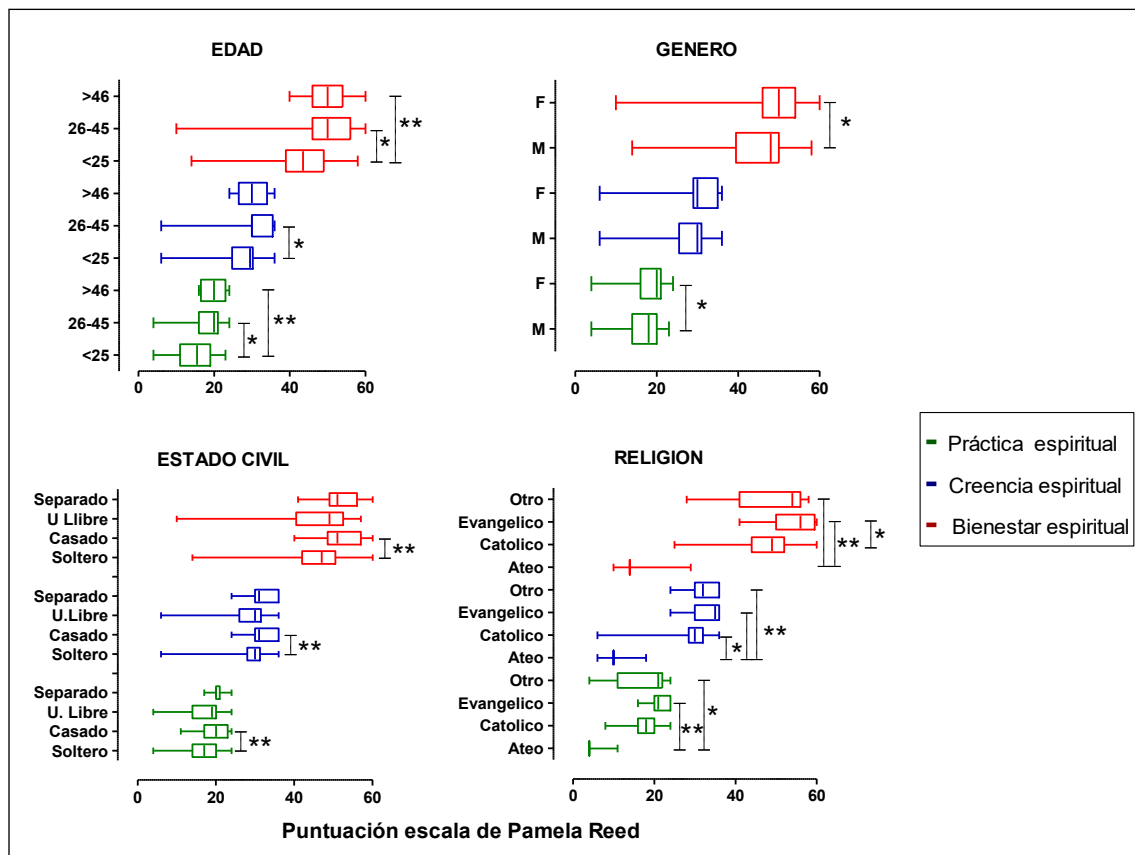 EDAD
>46
26-45
<25
>46
26-45
<25
>46
26-45
<25
**
*
*
**
*
0 20 40 60
GENERO
F
M
F
M
F
M
*
*
0 20 40 60
ESTADO CIVIL
Separado
U Llibre
Casado
Soltero
Separado
U.Libre
Casado
Soltero
Separado
U. Libre
Casado
Soltero
**
**
**
0 20 40 60
RELIGION
Otro
Evangelico
Catolico
Ateo
Otro
Evangelico
Catolico
Ateo
Otro
Evangelico
Catolico
Ateo
*
**
**
*
*
**
0 20 40 60
Práctica espiritual
Creencia espiritual
Bienestar espiritual
Puntuación escala de Pamela Reed